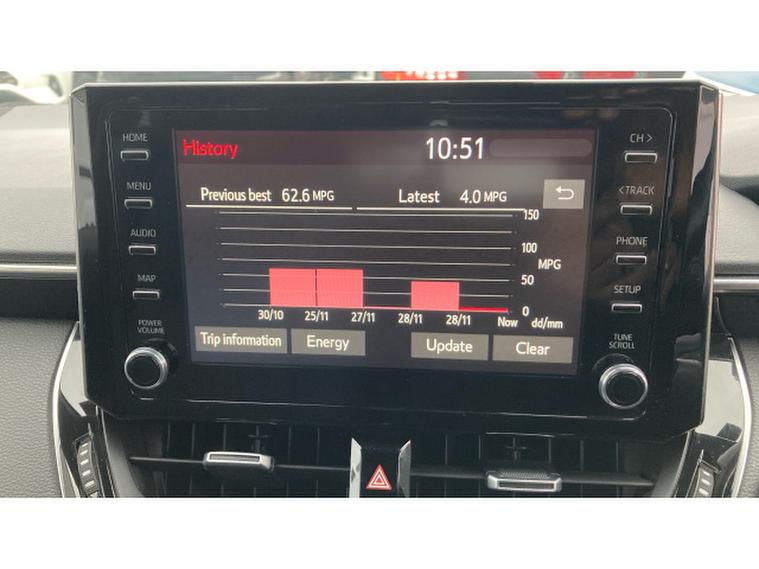 HOME
MENU
AUDIO
MAP
POWER
VOLUME
History 10:51
Previous best 62.6 MPG Latest 4.0 MPG
150
100
MPG
50
0
30/10 25/11 27/11 28/11 28/11 Now dd/mm
Trip information Energy Update Clear
CH >
< TRACK
PHONE
SETUP
TUNE
SCROLL